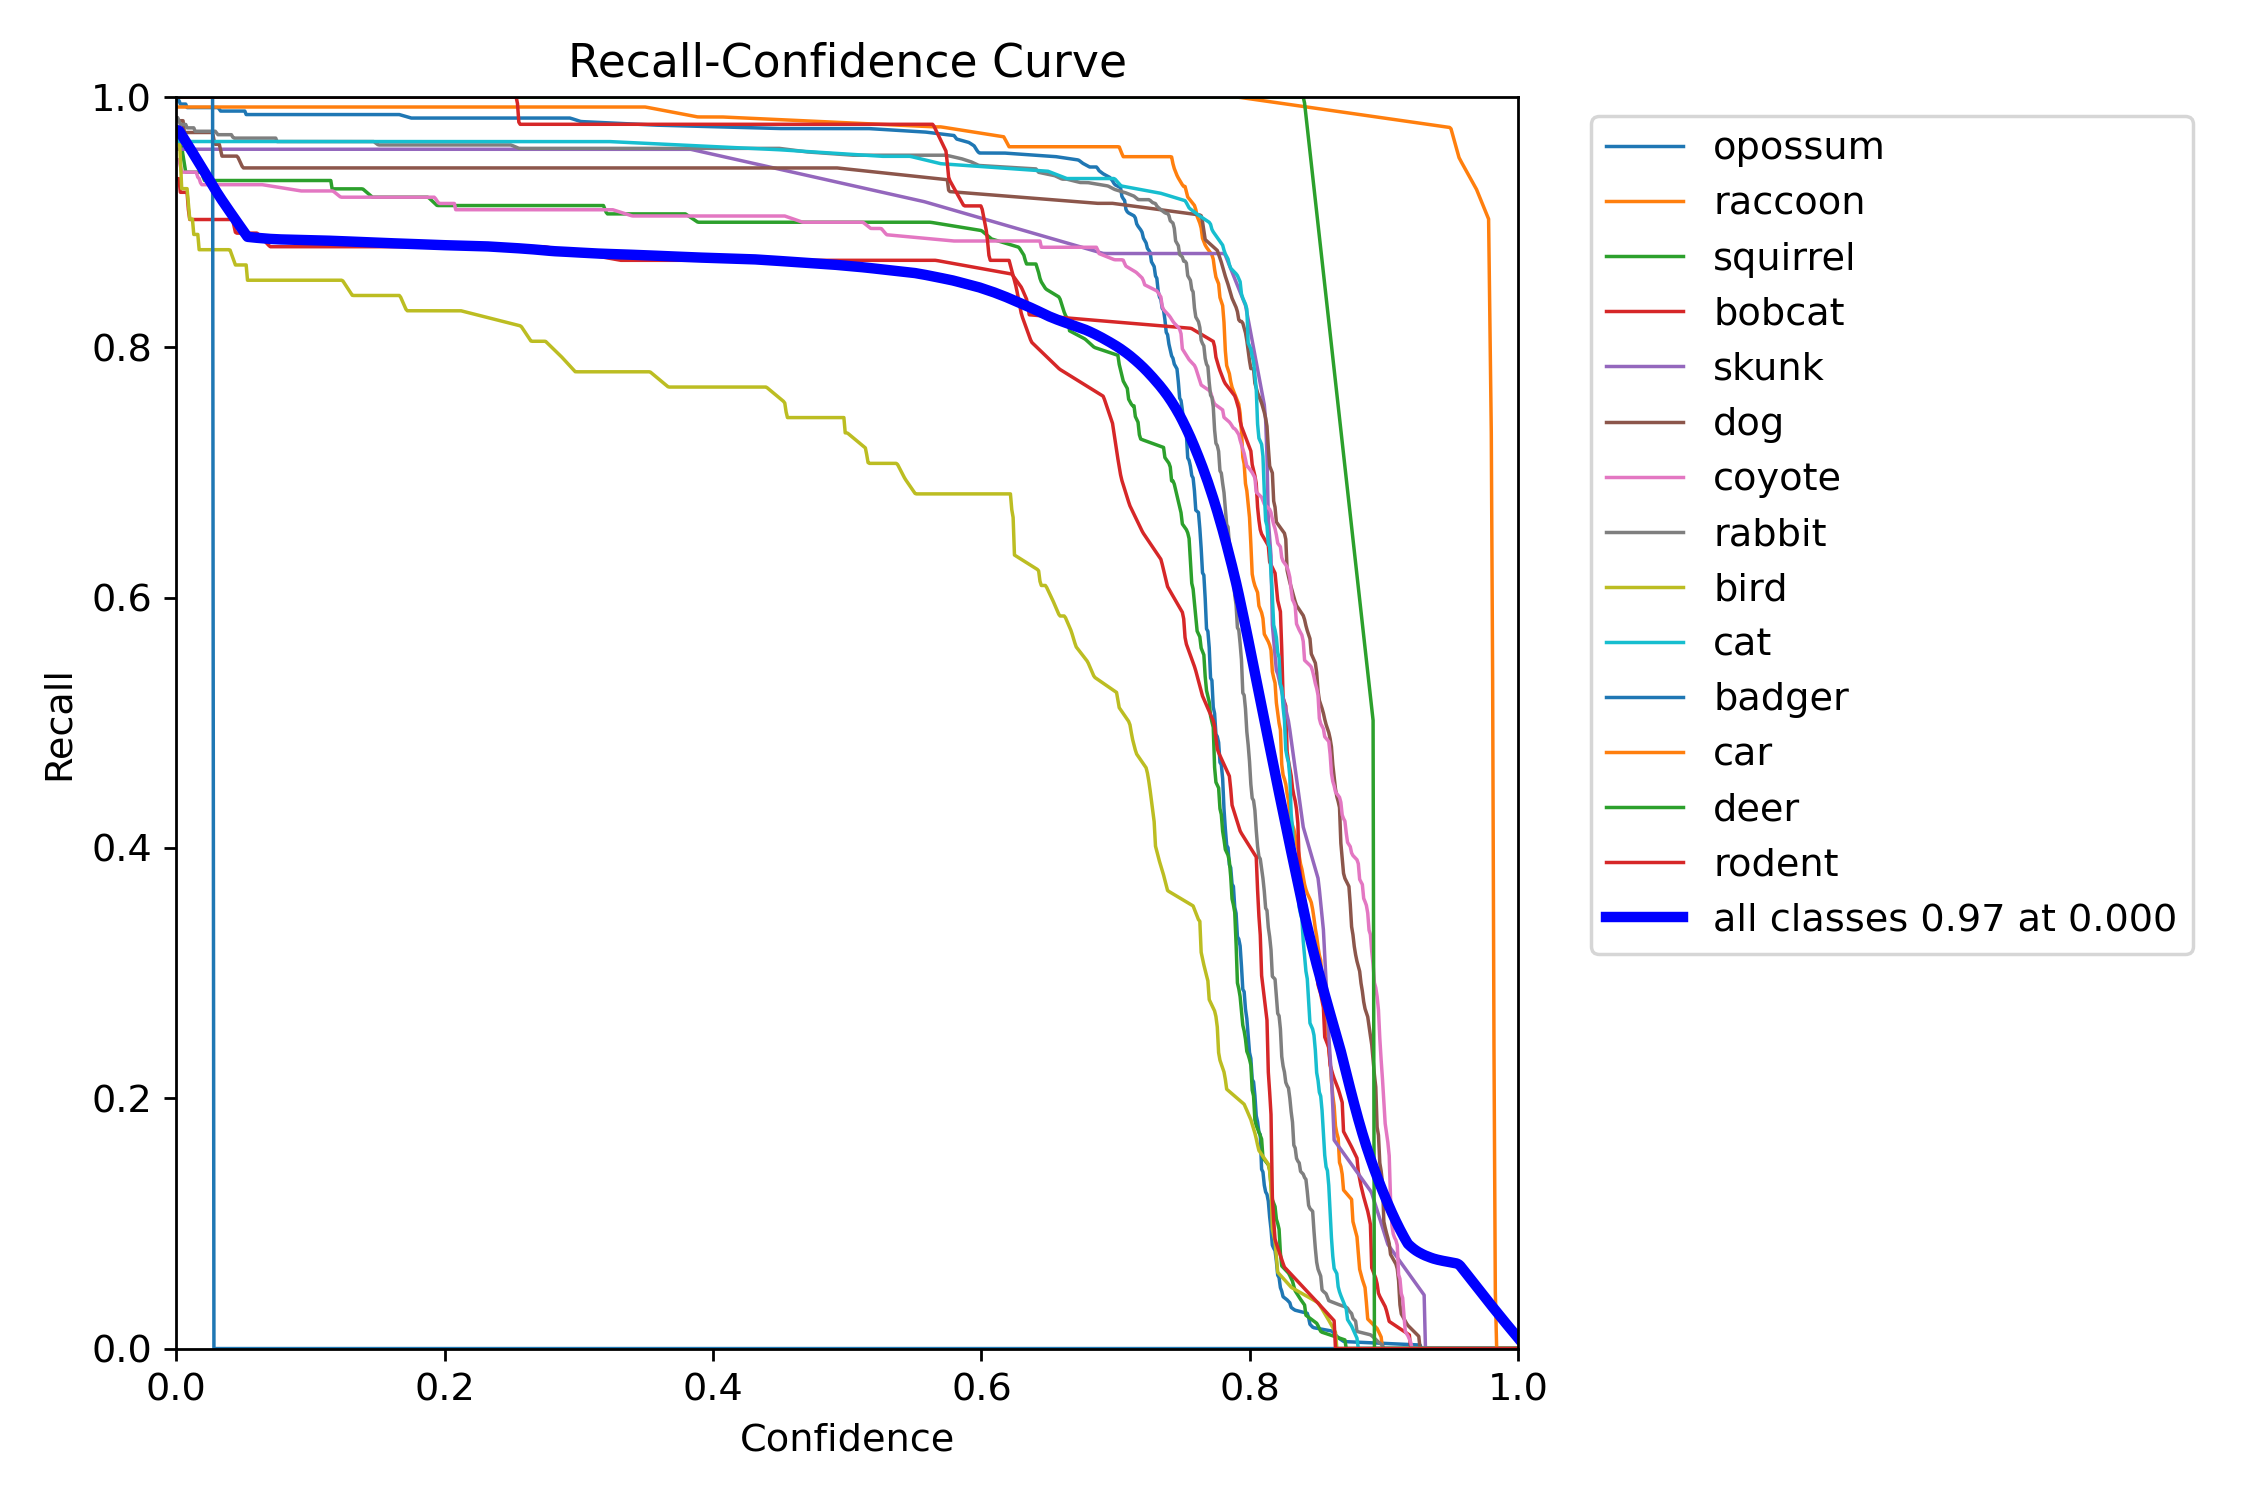 Recall-Confidence Curve
1.0
0.8
0.6
0.4
0.2
0.0
Recall
0.0 0.2 0.4 0.6 0.8 1.0
Confidence
opossum
raccoon
squirrel
bobcat
skunk
dog
coyote
rabbit
bird
cat
badger
car
deer
rodent
all classes 0.97 at 0.000